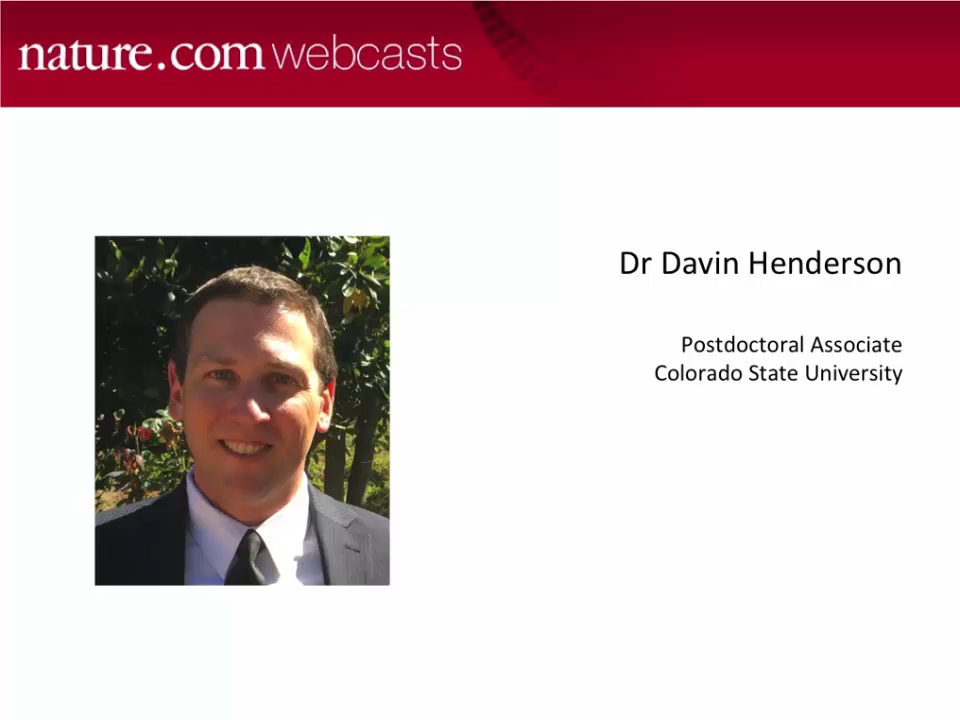 nature.com webcasts
Dr Davin Henderson
Postdoctoral Associate
Colorado State University